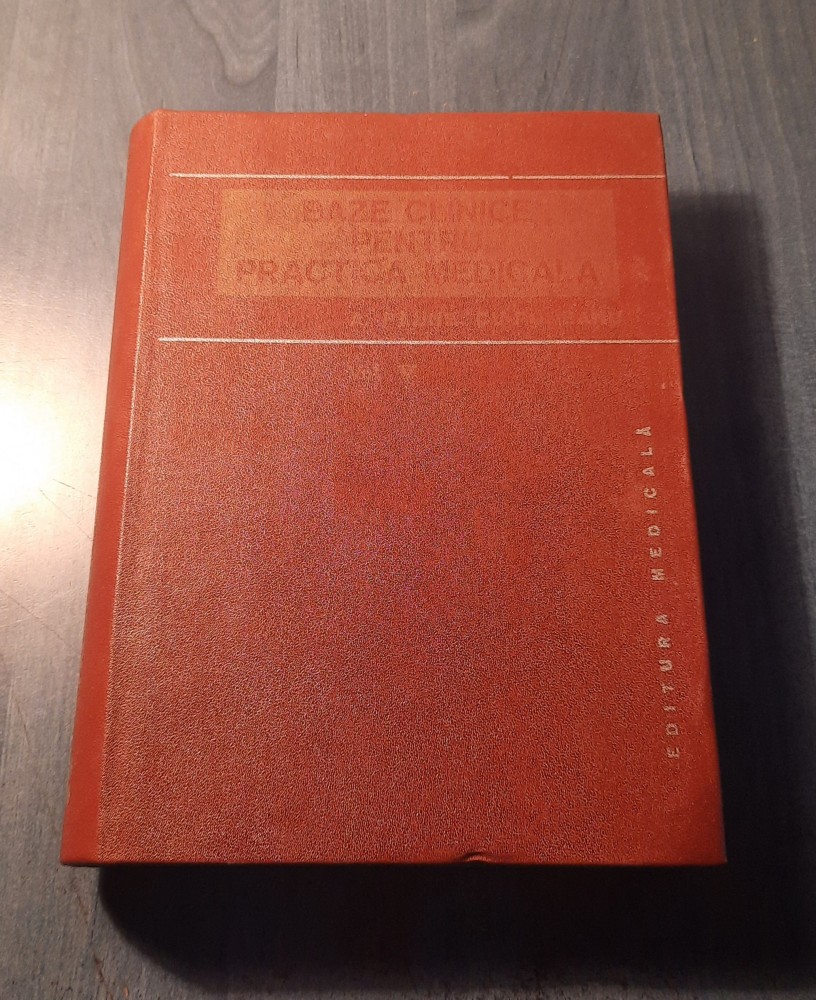 BAZE CLINICE
PENTRU
PRACTICA MEDICALA
EDITURA MEDICALĂ